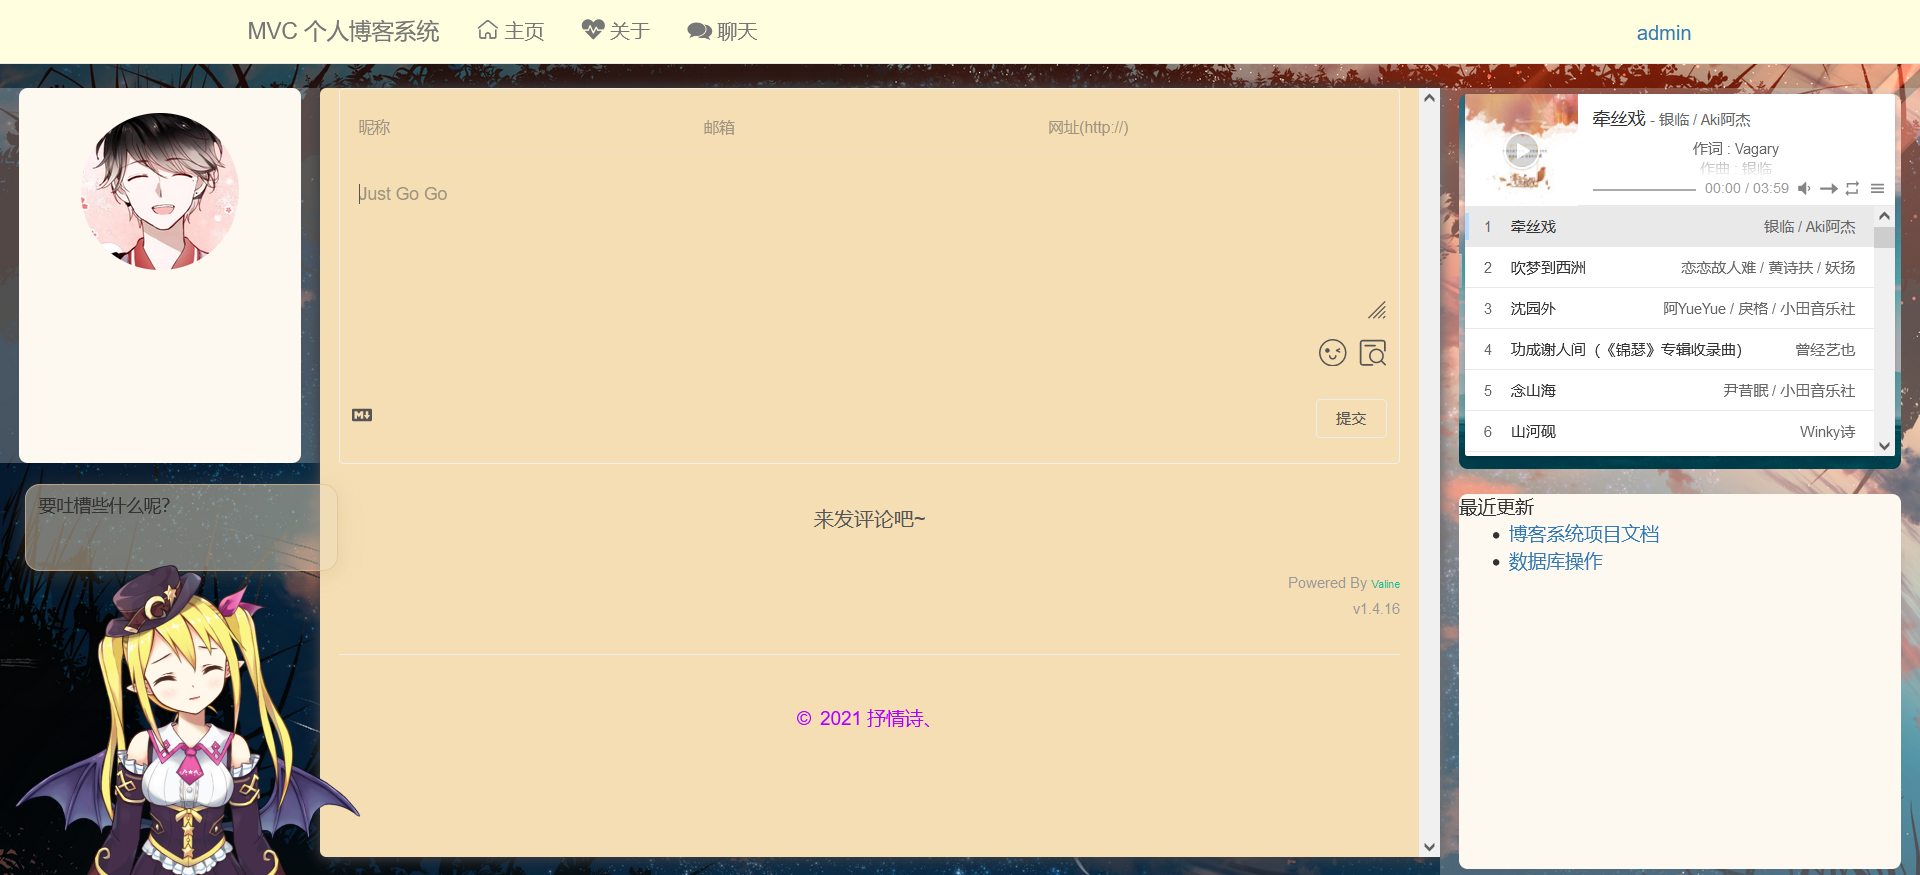 MVC 个人博客系统 主页 关于 聊天 admin
昵称 邮箱 网址(http://)
Just Go Go
提交
来发评论吧~
Powered By Valine
v1.4.16
© 2021 抒情诗、
要吐槽些什么呢?
牵丝戏 - 银临 / Aki阿杰
作词 : Vagary
作曲 : 银临
00:00 / 03:59
1 牵丝戏 银临 / Aki阿杰
2 吹梦到西洲 恋恋故人难 / 黄诗扶 / 妖扬
3 沈园外 阿YueYue / 戾格 / 小田音乐社
4 功成谢人间（《锦瑟》专辑收录曲） 曾经艺也
5 念山海 尹昔眠 / 小田音乐社
6 山河砚 Winky诗
最近更新
博客系统项目文档
数据库操作